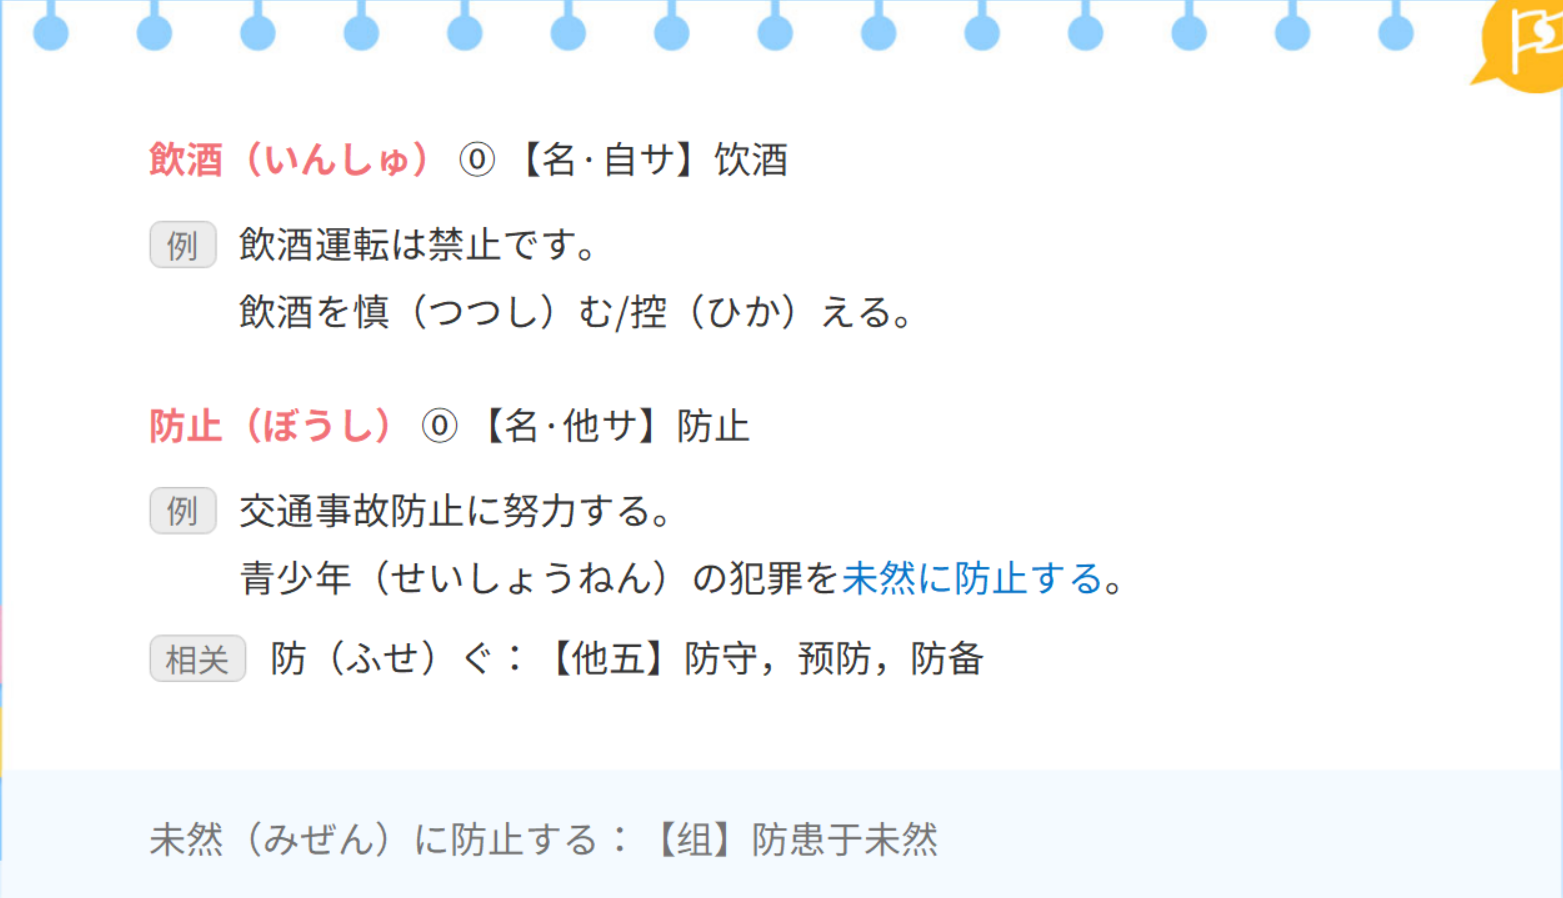 飲酒（いんしゅ） ⓪ 【名·自サ】饮酒
例 飲酒運転は禁止です。
飲酒を慎（つつし）む/控（ひか）える。
防止（ぼうし） ⓪ 【名·他サ】防止
例 交通事故防止に努力する。
青少年（せいしょうねん）の犯罪を未然に防止する。
相关 防（ふせ）ぐ：【他五】防守，预防，防备
未然（みぜん）に防止する：【组】防患于未然